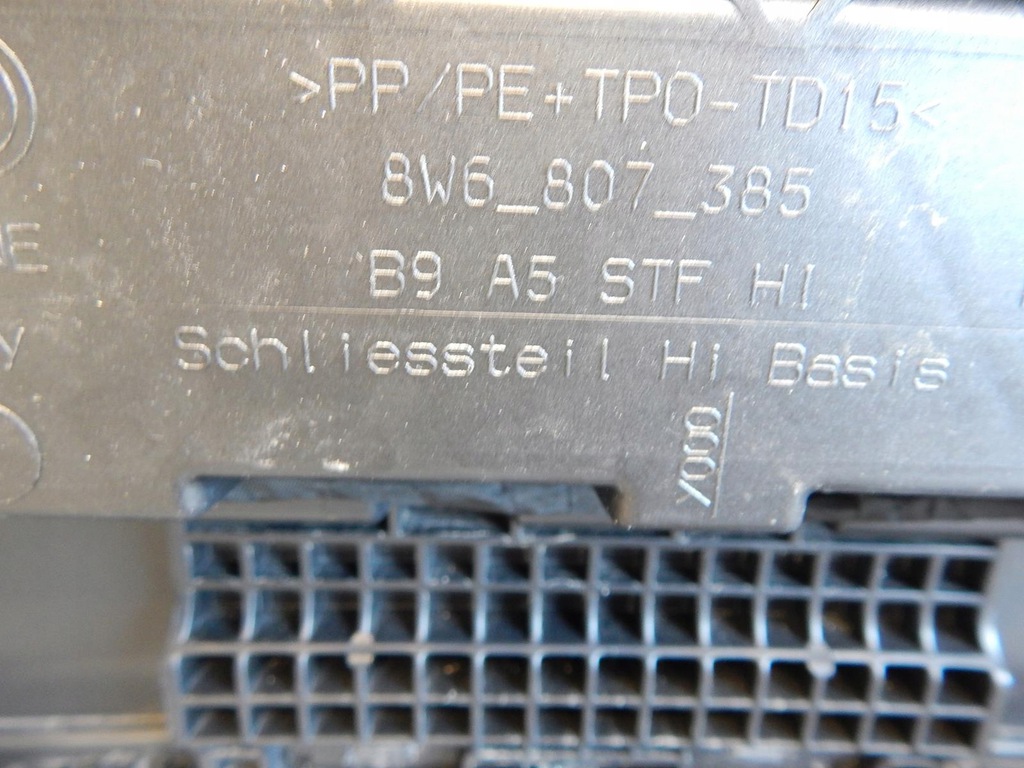 >PP/PE+TPO-TD15<
8W6_807_385
B9 A5 STF HI
Schliessteil Hi Basis